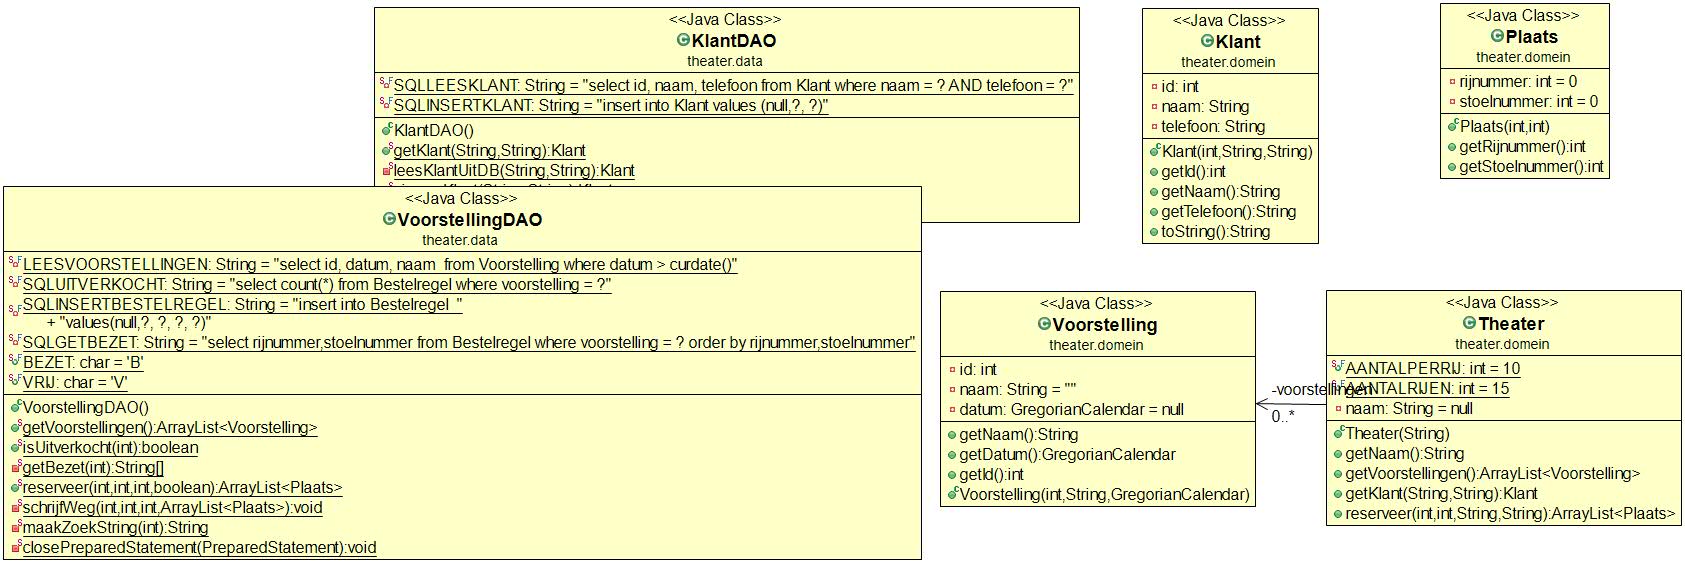 <<Java Class>>
KlantDAO
theater.data
SQLLEESKLANT: String = "select id, naam, telefoon from Klant where naam = ? AND telefoon = ?"
SQLINSERTKLANT: String = "insert into Klant values (null,?, ?)"
KlantDAO()
getKlant(String,String):Klant
leesKlantUitDB(String,String):Klant
<<Java Class>>
Klant
theater.domein
id: int
naam: String
telefoon: String
Klant(int,String,String)
getId():int
getNaam():String
getTelefoon():String
toString():String
<<Java Class>>
Plaats
theater.domein
rijnummer: int = 0
stoelnummer: int = 0
Plaats(int,int)
getRijnummer():int
getStoelnummer():int
<<Java Class>>
VoorstellingDAO
theater.data
LEESVOORSTELLINGEN: String = "select id, datum, naam  from Voorstelling where datum > curdate()"
SQLUITVERKOCHT: String = "select count(*) from Bestelregel where voorstelling = ?"
SQLINSERTBESTELREGEL: String = "insert into Bestelregel  "
+ "values(null,?, ?, ?, ?)"
SQLGETBEZET: String = "select rijnummer,stoelnummer from Bestelregel where voorstelling = ? order by rijnummer,stoelnummer"
BEZET: char = 'B'
VRIJ: char = 'V'
VoorstellingDAO()
getVoorstellingen():ArrayList<Voorstelling>
isUitverkocht(int):boolean
getBezet(int):String[]
reserveer(int,int,int,boolean):ArrayList<Plaats>
schrijfWeg(int,int,int,ArrayList<Plaats>):void
maakZoekString(int):String
closePreparedStatement(PreparedStatement):void
<<Java Class>>
Voorstelling
theater.domein
id: int
naam: String = ""
datum: GregorianCalendar = null
getNaam():String
getDatum():GregorianCalendar
getId():int
Voorstelling(int,String,GregorianCalendar)
-voorstellingen
0..*
<<Java Class>>
Theater
theater.domein
AANTALPERRIJ: int = 10
AANTALRIJEN: int = 15
naam: String = null
Theater(String)
getNaam():String
getVoorstellingen():ArrayList<Voorstelling>
getKlant(String,String):Klant
reserveer(int,int,String,String):ArrayList<Plaats>